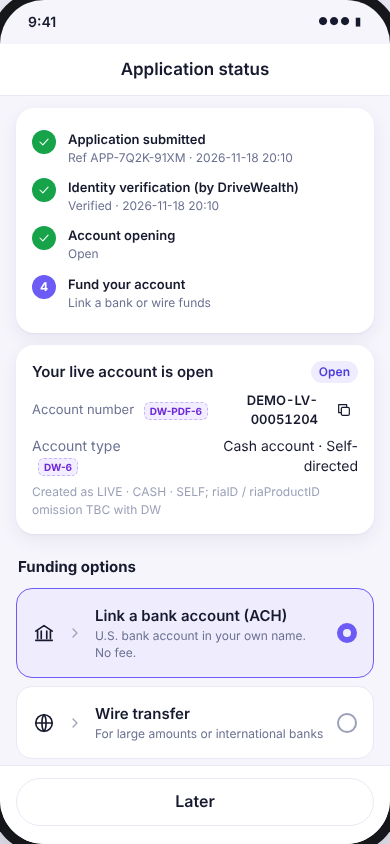 9:41
Application status
Application submitted
Ref APP-7Q2K-91XM · 2026-11-18 20:10
Identity verification (by DriveWealth)
Verified · 2026-11-18 20:10
Account opening
Open
4
Fund your account
Link a bank or wire funds
Your live account is open
Open
Account number DW-PDF-6
DEMO-LV-
00051204
Account type
DW-6
Cash account · Self-
directed
Created as LIVE · CASH · SELF; riaID / riaProductID
omission TBC with DW
Funding options
Link a bank account (ACH)
U.S. bank account in your own name.
No fee.
Wire transfer
For large amounts or international banks
Later